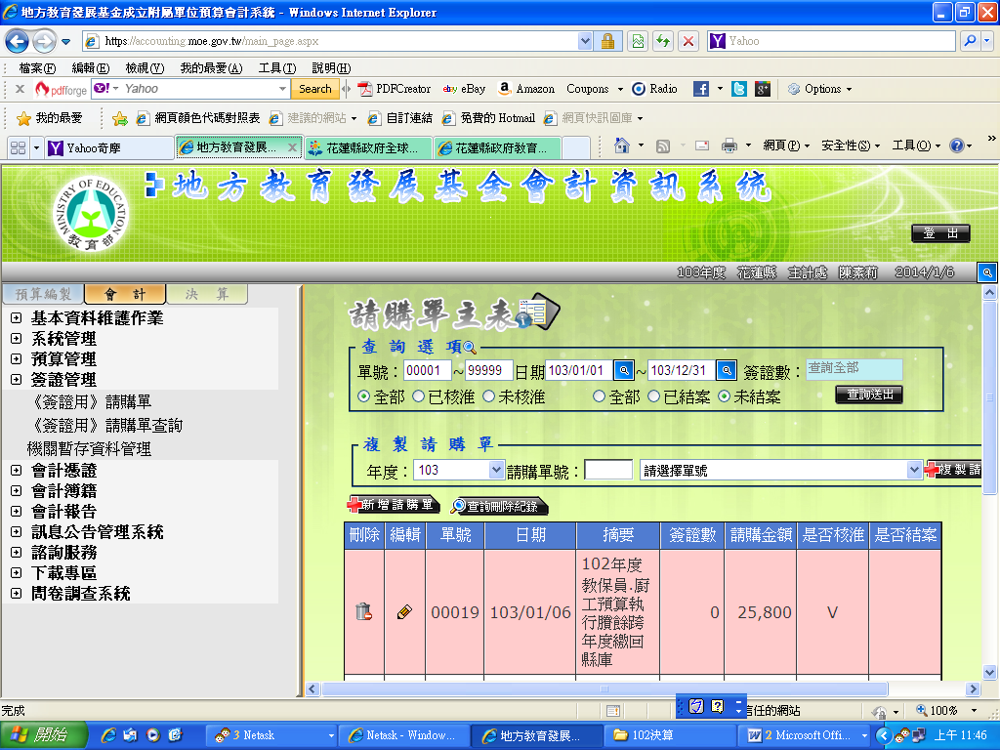 地方教育發展基金成立附屬單位預算會計系統 - Windows Internet Explorer
https://accounting.moe.gov.tw/main_page.aspx
Yahoo
檔案(F) 編輯(E) 檢視(V) 我的最愛(A) 工具(T) 說明(H)
pdfforge Yahoo Search PDFCreator eBay Amazon Coupons Radio Options
我的最愛 網頁顏色代碼對照表 建議的網站 自訂連結 免費的 Hotmail 網頁快訊圖庫
Yahoo奇摩 地方教育發展... 花蓮縣政府全球... 花蓮縣政府教育... 網頁(P) 安全性(S) 工具(O)
MINISTRY OF EDUCATION 教育部
地方教育發展基金會計資訊系統
登 出
103年度 花蓮縣 主計處 陳素莉 2014/1/6
預算編製 會 計 決 算
基本資料維護作業
系統管理
預算管理
簽證管理
《簽證用》請購單
《簽證用》請購單查詢
機關暫存資料管理
會計憑證
會計簿籍
會計報告
訊息公告管理系統
諮詢服務
下載專區
問卷調查系統
請購單主表
查詢選項
單號：00001 ~ 99999 日期 103/01/01 ~ 103/12/31 簽證數：查詢全部
全部 已核准 未核准 全部 已結案 未結案 查詢送出
複製請購單
年度：103 請購單號： 請選擇單號 複製請
新增請購單 查詢刪除紀錄
刪除 編輯 單號 日期 摘要 簽證數 請購金額 是否核准 是否結案
00019 103/01/06 102年度教保員.廚工預算執行賸餘跨年度繳回縣庫 0 25,800 V
完成 信任的網站 100%
開始 3 Netask Netask - Window... 地方教育發展... 102決算 2 Microsoft Offi... 上午 11:46